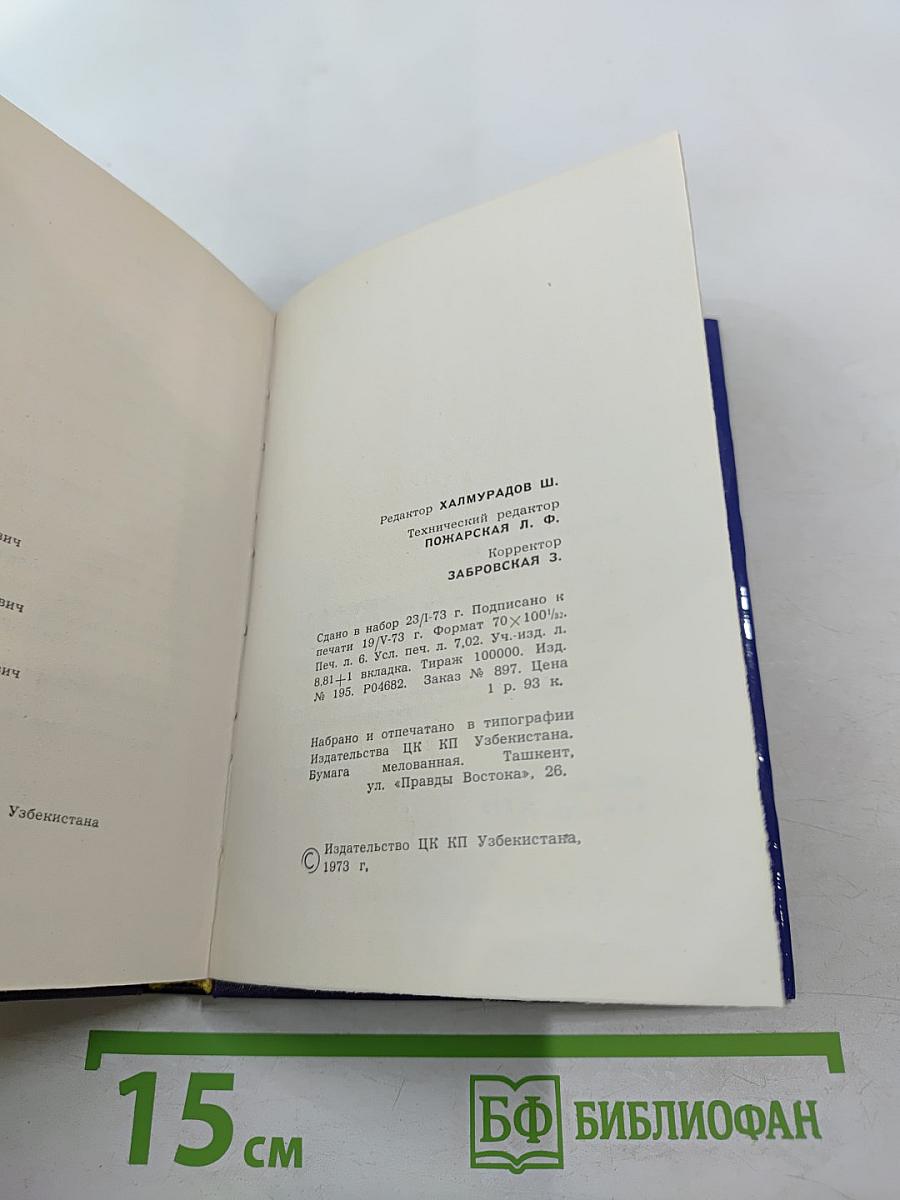 вич
вич
вич
Узбекистана
Редактор ХАЛМУРАДОВ Ш.
Технический редактор
ПОЖАРСКАЯ Л. Ф.
Корректор
ЗАБРОВСКАЯ З.
Сдано в набор 23/I-73 г. Подписано к
печати 19/V-73 г. Формат 70×100¹/₃₂.
Печ. л. 6. Усл. печ. л. 7,02. Уч.-изд. л.
8,81+1 вкладка. Тираж 100000. Изд.
№ 195. Р04682. Заказ № 897. Цена
1 р. 93 к.
Набрано и отпечатано в типографии
Издательства ЦК КП Узбекистана.
Бумага мелованная. Ташкент,
ул. «Правды Востока», 26.
© Издательство ЦК КП Узбекистана,
1973 г.
15 см
БФ БИБЛИОФАН